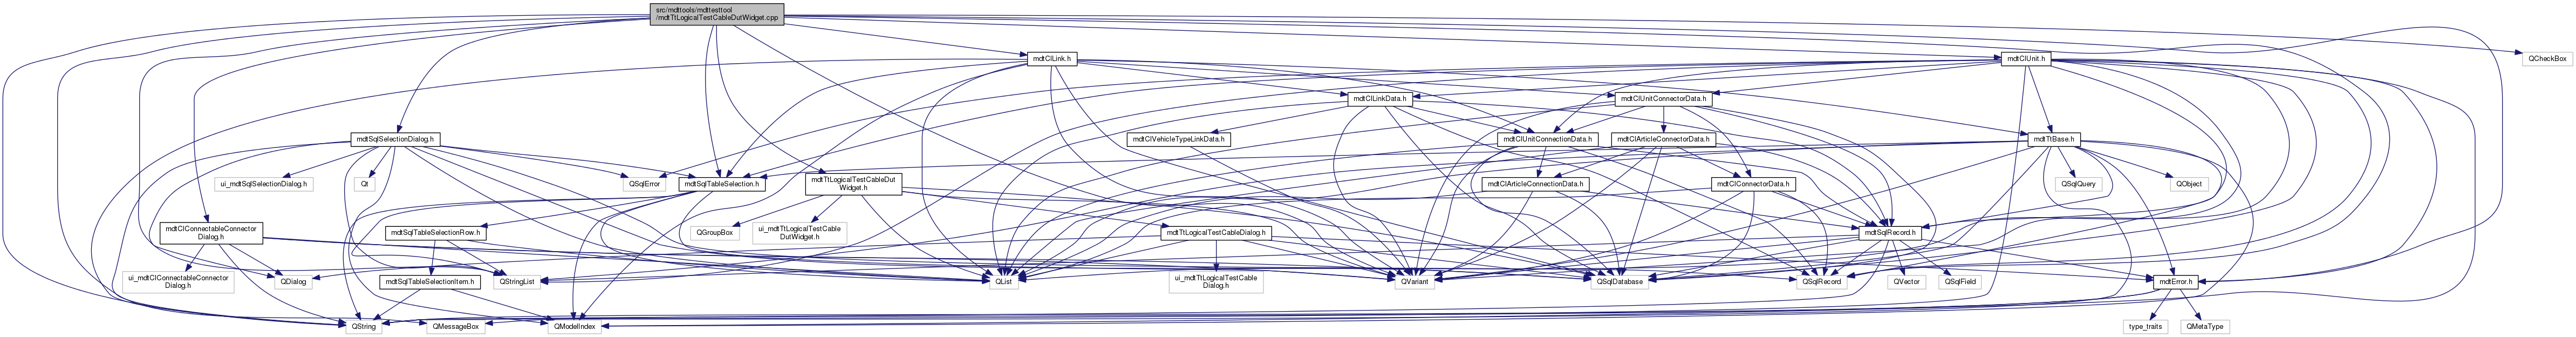 src/mdttools/mdttesttool
/mdtTtLogicalTestCableDutWidget.cpp
mdtClLink.h
mdtClUnit.h
QCheckBox
mdtClLinkData.h
mdtClUnitConnectorData.h
mdtSqlSelectionDialog.h
mdtClVehicleTypeLinkData.h
mdtClUnitConnectionData.h
mdtClArticleConnectorData.h
mdtTtBase.h
ui_mdtSqlSelectionDialog.h
Qt
QSqlError
mdtSqlTableSelection.h
mdtTtLogicalTestCableDut
Widget.h
mdtClArticleConnectionData.h
mdtClConnectorData.h
QSqlQuery
QObject
mdtClConnectableConnector
Dialog.h
mdtSqlTableSelectionRow.h
QGroupBox
ui_mdtTtLogicalTestCable
DutWidget.h
mdtTtLogicalTestCableDialog.h
mdtSqlRecord.h
ui_mdtClConnectableConnector
Dialog.h
QDialog
mdtSqlTableSelectionItem.h
QStringList
QList
ui_mdtTtLogicalTestCable
Dialog.h
QVariant
QSqlDatabase
QSqlRecord
QVector
QSqlField
mdtError.h
QString
QMessageBox
QModelIndex
type_traits
QMetaType